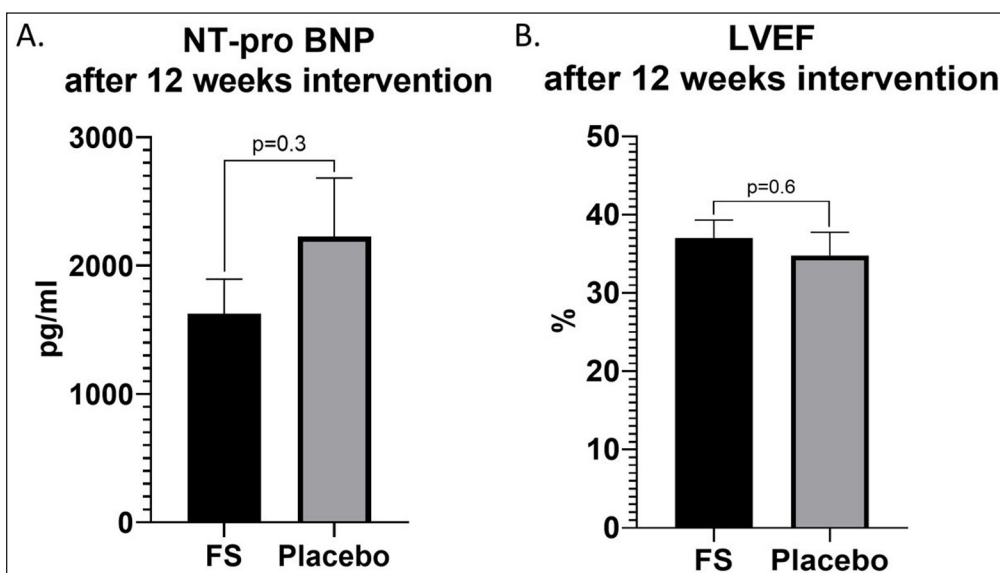 A.
NT-pro BNP
after 12 weeks intervention
3000
2000
1000
0
pg/ml
p=0.3
FS
Placebo
B.
LVEF
after 12 weeks intervention
50
40
30
20
10
0
%
p=0.6
FS
Placebo